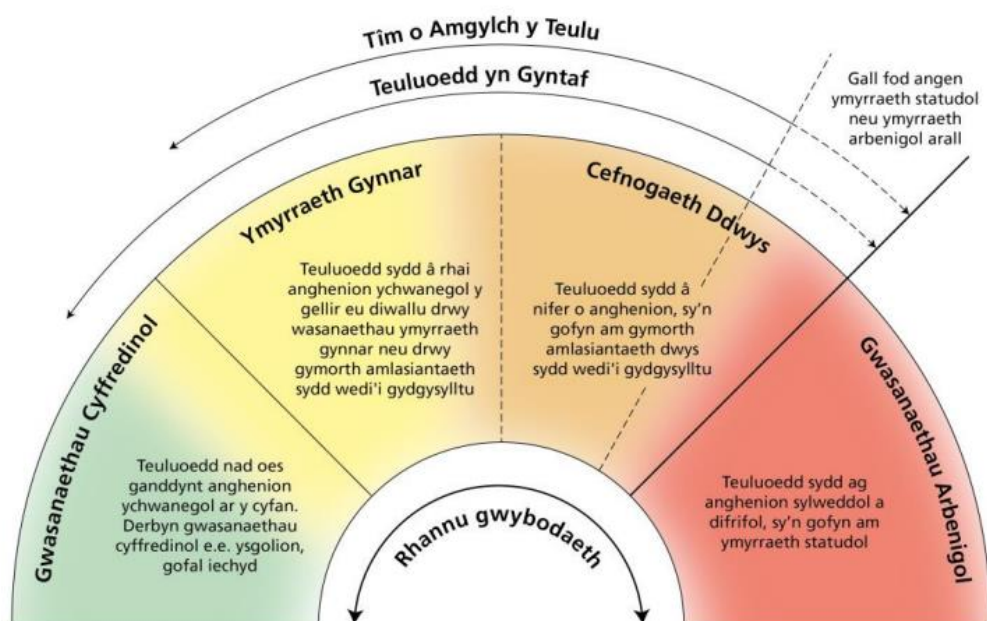 Tîm o Amgylch y Teulu
Teuluoedd yn Gyntaf
Gall fod angen
ymyrraeth statudol
neu ymyrraeth
arbenigol arall
Gwasanaethau Cyffredinol
Teuluoedd nad oes
ganddynt anghenion
ychwanegol ar y cyfan.
Derbyn gwasanaethau
cyffredinol e.e. ysgolion,
gofal iechyd
Ymyrraeth Gynnar
Teuluoedd sydd â rhai
anghenion ychwanegol y
gellir eu diwallu drwy
wasanaethau ymyrraeth
gynnar neu drwy
gymorth amlasiantaeth
sydd wedi'i gydgysylltu
Cefnogaeth Ddwys
Teuluoedd sydd â
nifer o anghenion, sy'n
gofyn am gymorth
amlasiantaeth dwys
sydd wedi'i gydgysylltu
Gwasanaethau Arbenigol
Teuluoedd sydd ag
anghenion sylweddol a
difrifol, sy'n gofyn am
ymyrraeth statudol
Rhannu gwybodaeth